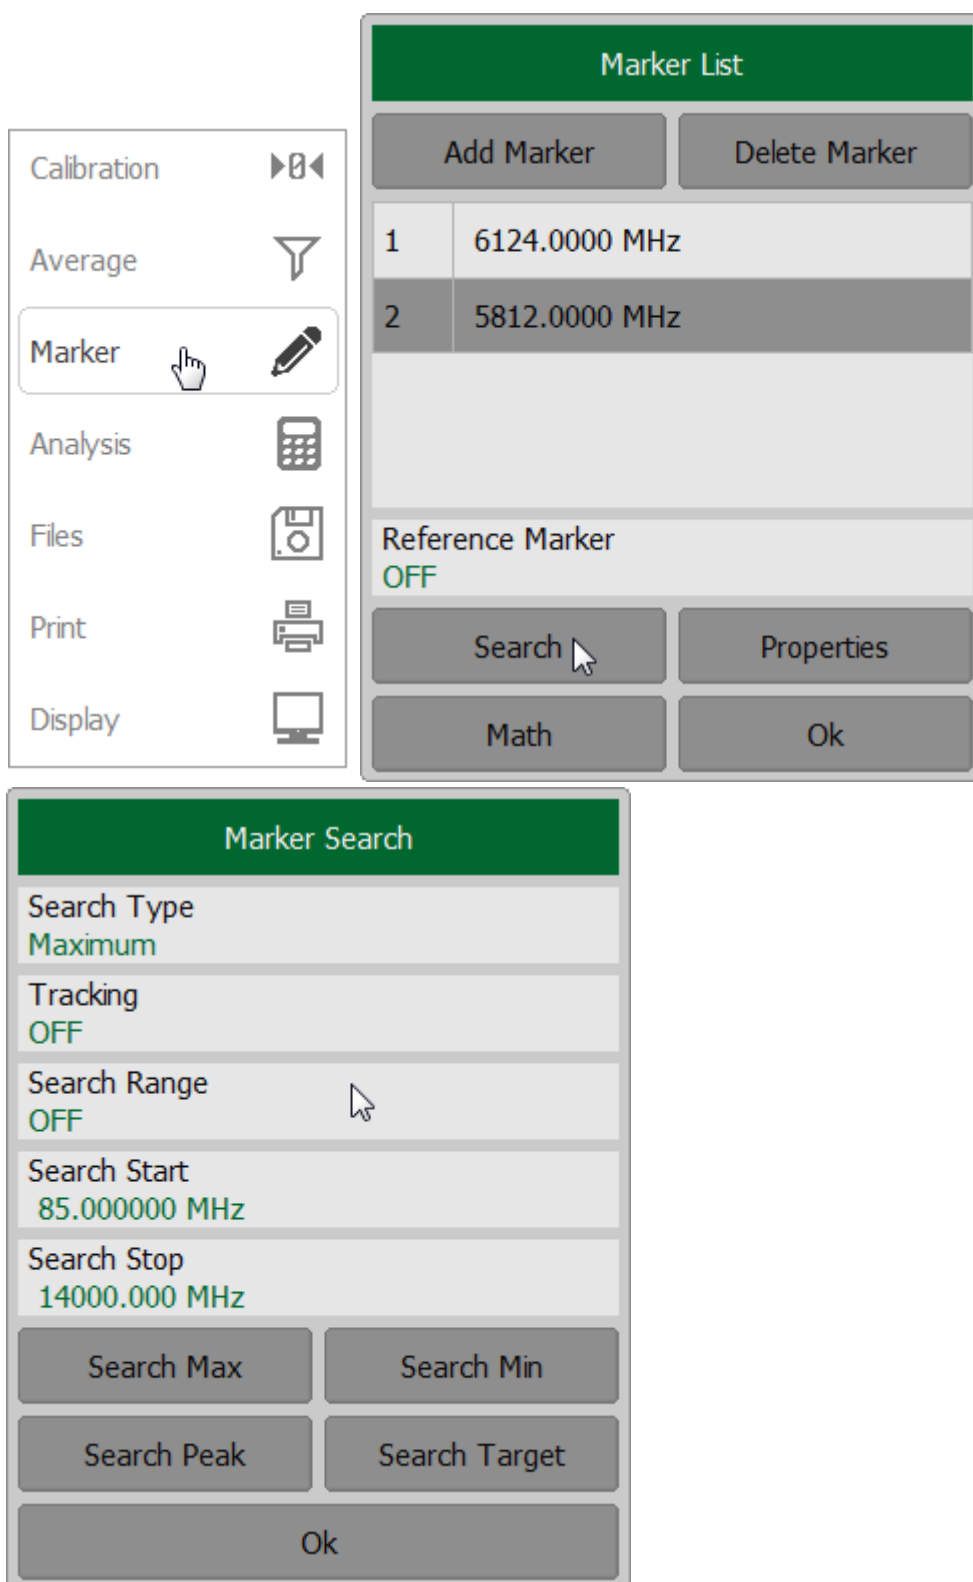 Calibration
Average
Marker
Analysis
Files
Print
Display
Marker List
Add Marker Delete Marker
1 6124.0000 MHz
2 5812.0000 MHz
Reference Marker
OFF
Search Properties
Math Ok
Marker Search
Search Type
Maximum
Tracking
OFF
Search Range
OFF
Search Start
85.000000 MHz
Search Stop
14000.000 MHz
Search Max Search Min
Search Peak Search Target
Ok